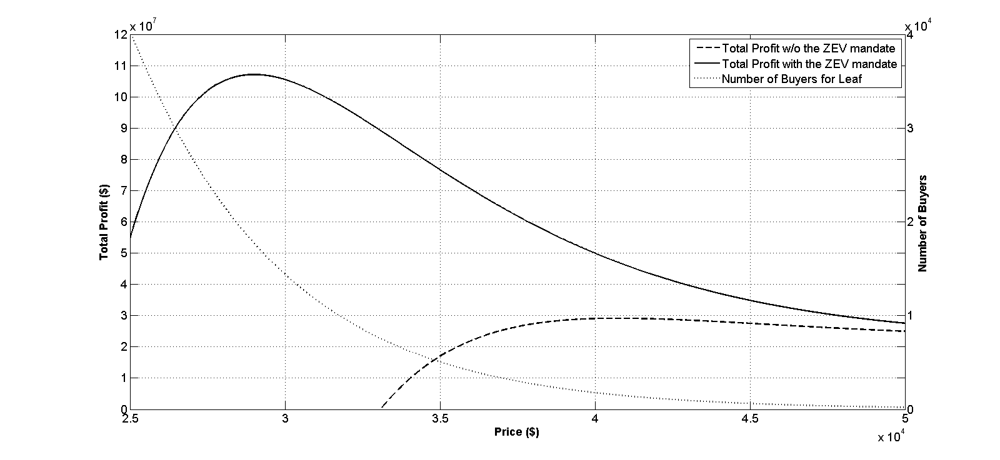 x 10^7
x 10^4
12
11
10
9
8
7
6
5
4
3
2
1
0
Total Profit ($)
4
3
2
1
0
Number of Buyers
Total Profit w/o the ZEV mandate
Total Profit with the ZEV mandate
Number of Buyers for Leaf
2.5
3
3.5
4
4.5
5
Price ($)
x 10^4